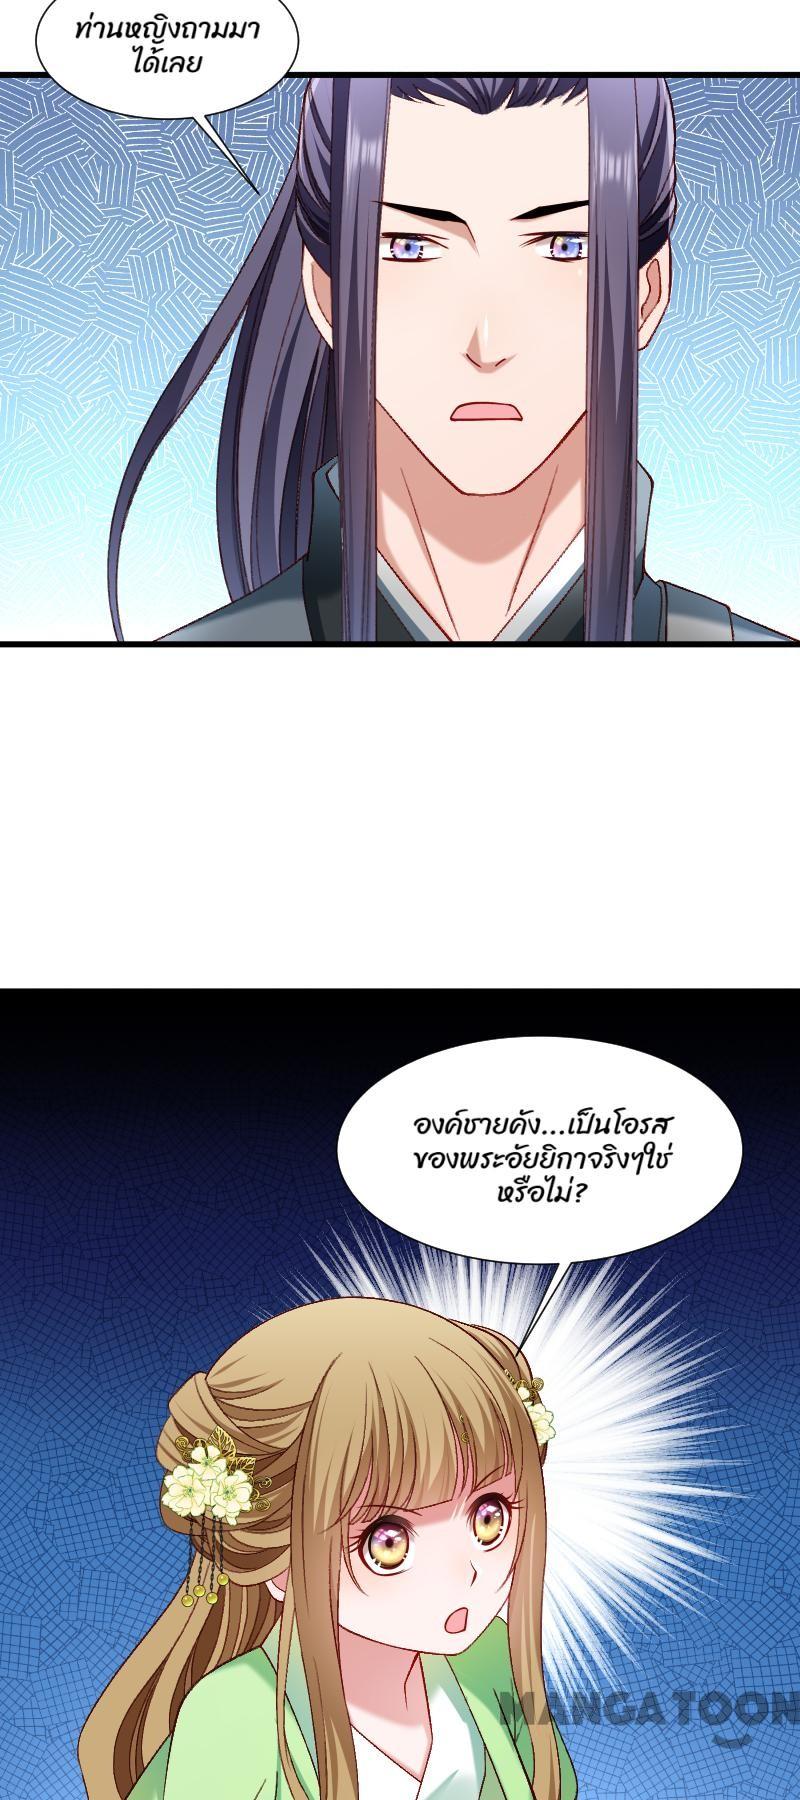 ท่านหญิงถามมา
ได้เลย
องค์ชายคัง...เป็นโอรส
ของพระอัยยิกาจริงๆใช่
หรือไม่?
MANGA TOON